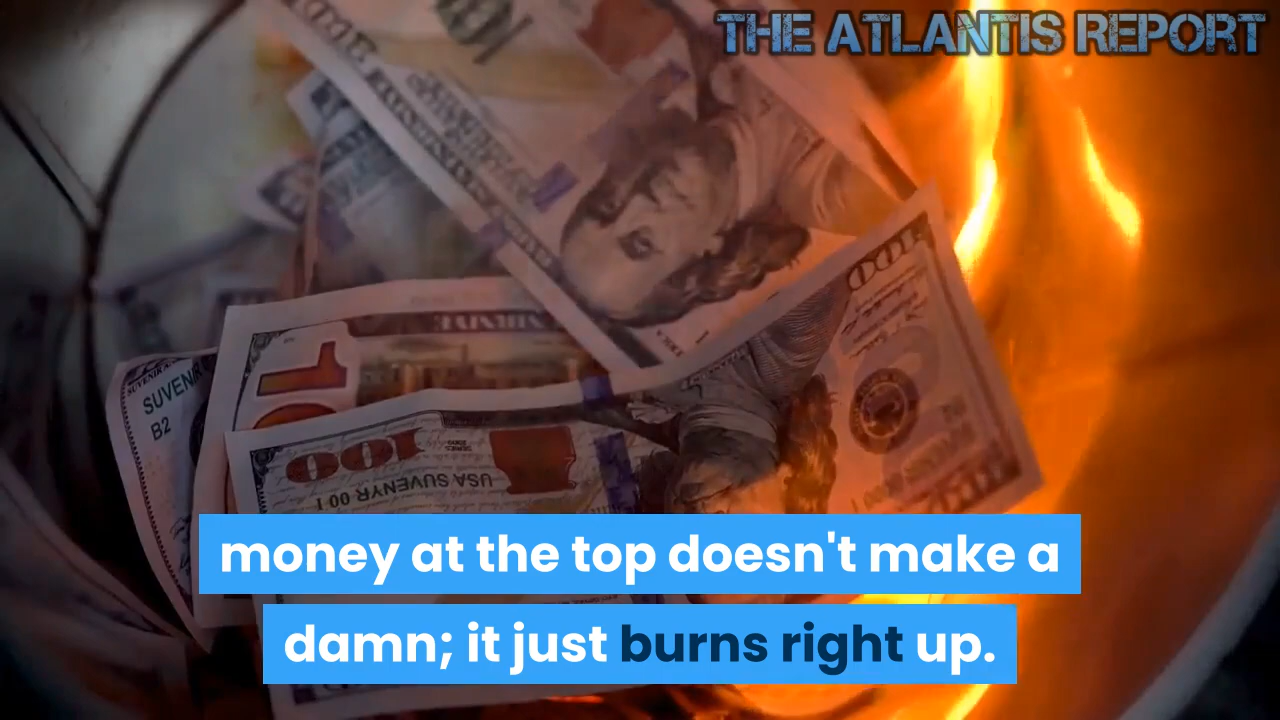 THE ATLANTIS REPORT
100
SUVENIR
B2
100
USA SUVENYR 00 1
money at the top doesn't make a
damn; it just burns right up.